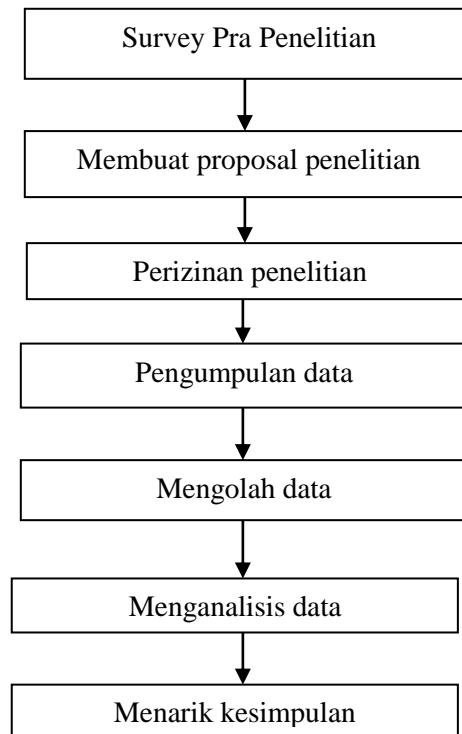 Survey Pra Penelitian
Membuat proposal penelitian
Perizinan penelitian
Pengumpulan data
Mengolah data
Menganalisis data
Menarik kesimpulan